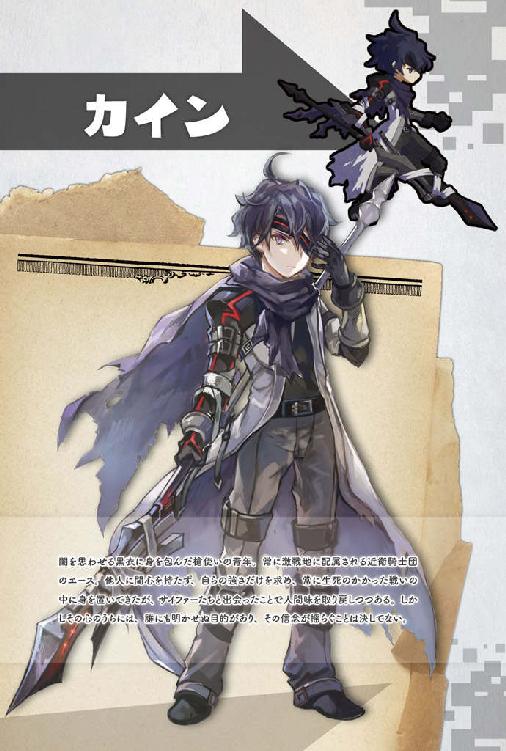 カイン
闇を思わせる黒衣に身を包んだ槍使いの青年。常に激戦地に配属される近衛騎士団
のエース。他人に関心を持たず、自らの強さだけを求め、常に生死のかかった戦いの
中に身を置いてきたが、サイファーたちと出会ったことで人間味を取り戻しつつある。しか
しその心のうちには、誰にも明かせぬ目的があり、その信念が揺らぐことは決してない。